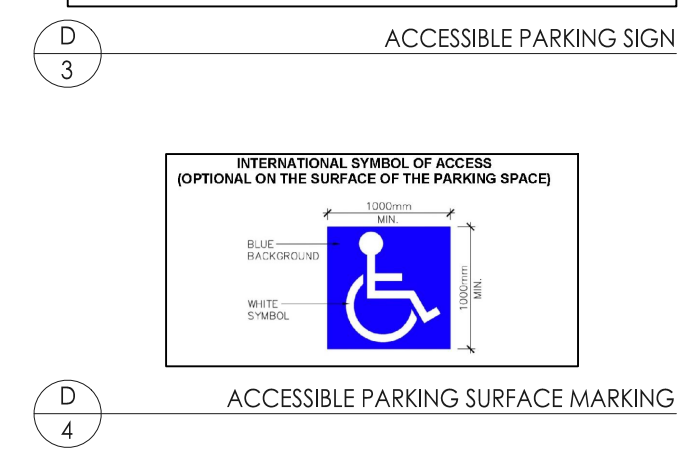 D
3
ACCESSIBLE PARKING SIGN
INTERNATIONAL SYMBOL OF ACCESS
(OPTIONAL ON THE SURFACE OF THE PARKING SPACE)
1000mm
MIN.
BLUE
BACKGROUND
WHITE
SYMBOL
1000mm
MIN.
D
4
ACCESSIBLE PARKING SURFACE MARKING